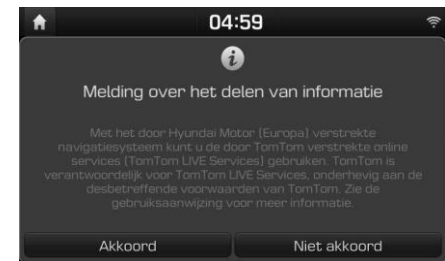 04:59
i
Melding over het delen van informatie
Met het door Hyundai Motor (Europa) verstrekte
navigatiesysteem kunt u de door TomTom verstrekte online
services (TomTom LIVE Services) gebruiken. TomTom is
verantwoordelijk voor TomTom LIVE Services, onderhevig aan de
desbetreffende voorwaarden van TomTom. Zie de
gebruiksaanwijzing voor meer informatie.
Akkoord Niet akkoord